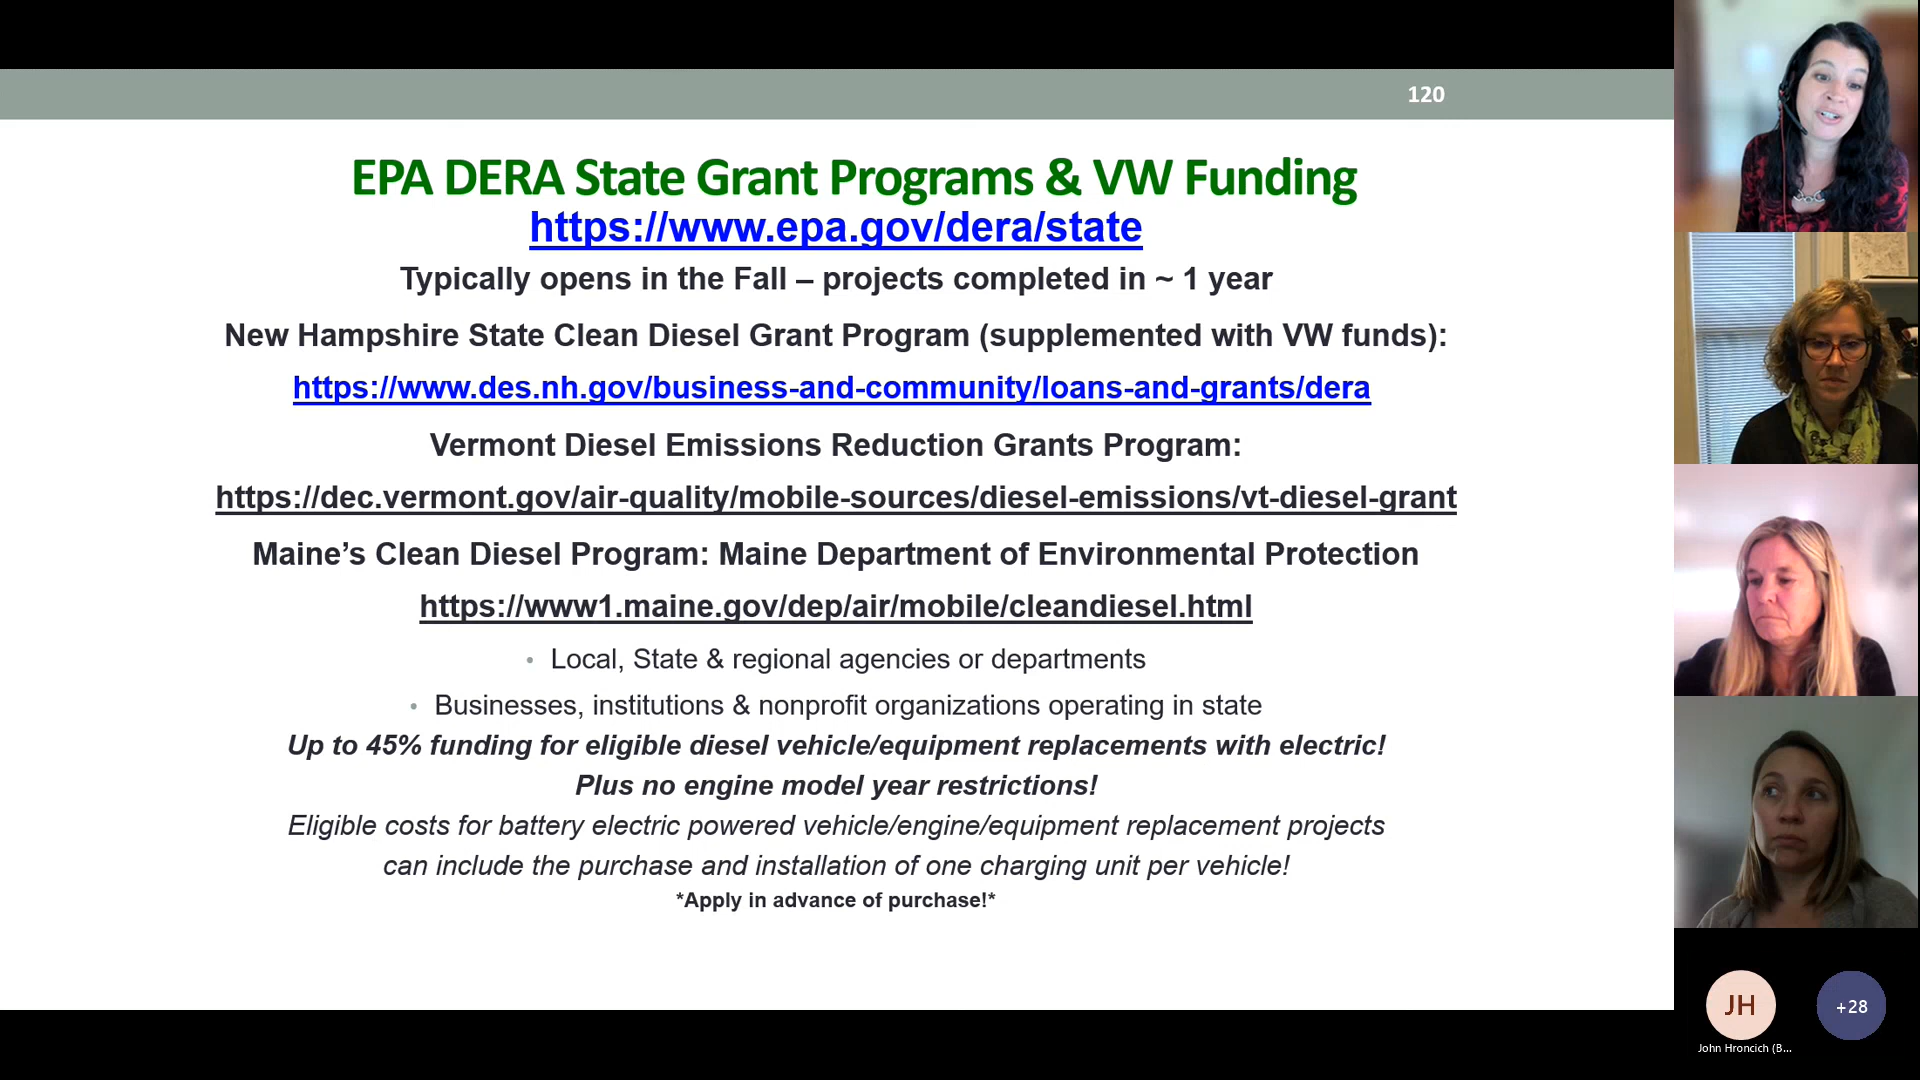 120
EPA DERA State Grant Programs & VW Funding
https://www.epa.gov/dera/state
Typically opens in the Fall – projects completed in ~ 1 year
New Hampshire State Clean Diesel Grant Program (supplemented with VW funds):
https://www.des.nh.gov/business-and-community/loans-and-grants/dera
Vermont Diesel Emissions Reduction Grants Program:
https://dec.vermont.gov/air-quality/mobile-sources/diesel-emissions/vt-diesel-grant
Maine’s Clean Diesel Program: Maine Department of Environmental Protection
https://www1.maine.gov/dep/air/mobile/cleandiesel.html
• Local, State & regional agencies or departments
• Businesses, institutions & nonprofit organizations operating in state
Up to 45% funding for eligible diesel vehicle/equipment replacements with electric!
Plus no engine model year restrictions!
Eligible costs for battery electric powered vehicle/engine/equipment replacement projects
can include the purchase and installation of one charging unit per vehicle!
*Apply in advance of purchase!*
JH
+28
John Hroncich (B...